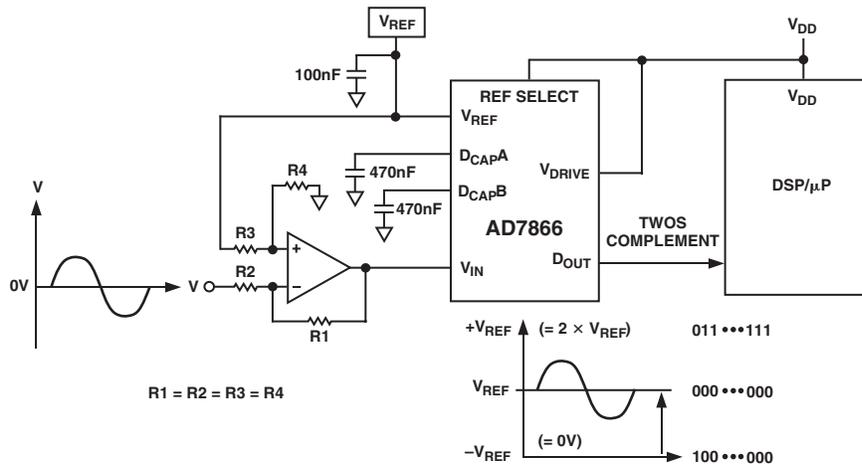 VREF
VDD
100nF
REF SELECT
VDD
VREF
DCAPA
470nF
R4
VDRIVE
DSP/μP
V
DCAPB
470nF
AD7866
TWOS
COMPLEMENT
R3
+
0V
V
R2
−
VIN
DOUT
R1
+VREF (= 2 × VREF) 011•••111
R1 = R2 = R3 = R4
VREF 000•••000
(= 0V)
−VREF 100•••000